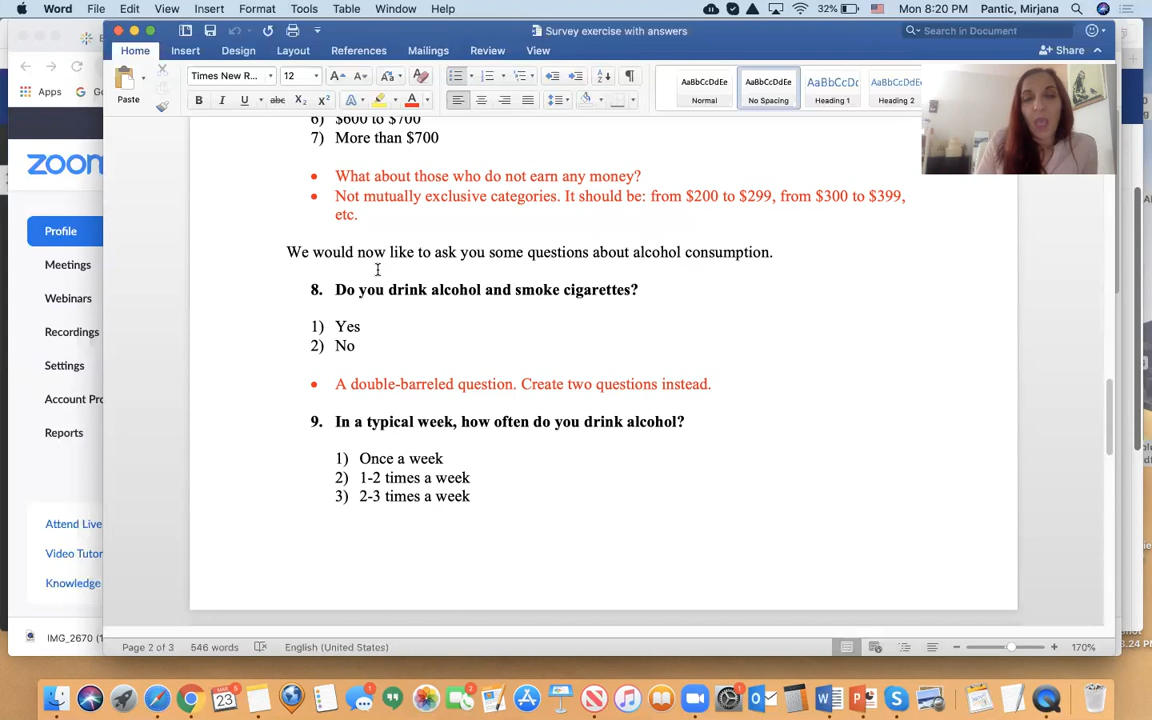 Word File Edit View Insert Format Tools Table Window Help 32% Mon 8:20 PM Pantic, Mirjana
Survey exercise with answers
Search in Document
Home Insert Design Layout References Mailings Review View
Share
Paste
Times New R... 12
AaBbCcDdEe AaBbCcDdEe AaBbCcDc AaBbCcDdEe
Normal No Spacing Heading 1 Heading 2
Apps
zoom
Profile
Meetings
Webinars
Recordings
Settings
Account Pro
Reports
Attend Live
Video Tutor
Knowledge
6) $600 to $700
7) More than $700
• What about those who do not earn any money?
• Not mutually exclusive categories. It should be: from $200 to $299, from $300 to $399,
etc.
We would now like to ask you some questions about alcohol consumption.
8. Do you drink alcohol and smoke cigarettes?
1) Yes
2) No
• A double-barreled question. Create two questions instead.
9. In a typical week, how often do you drink alcohol?
1) Once a week
2) 1-2 times a week
3) 2-3 times a week
IMG_2670 (1
Page 2 of 3 546 words English (United States) 170%